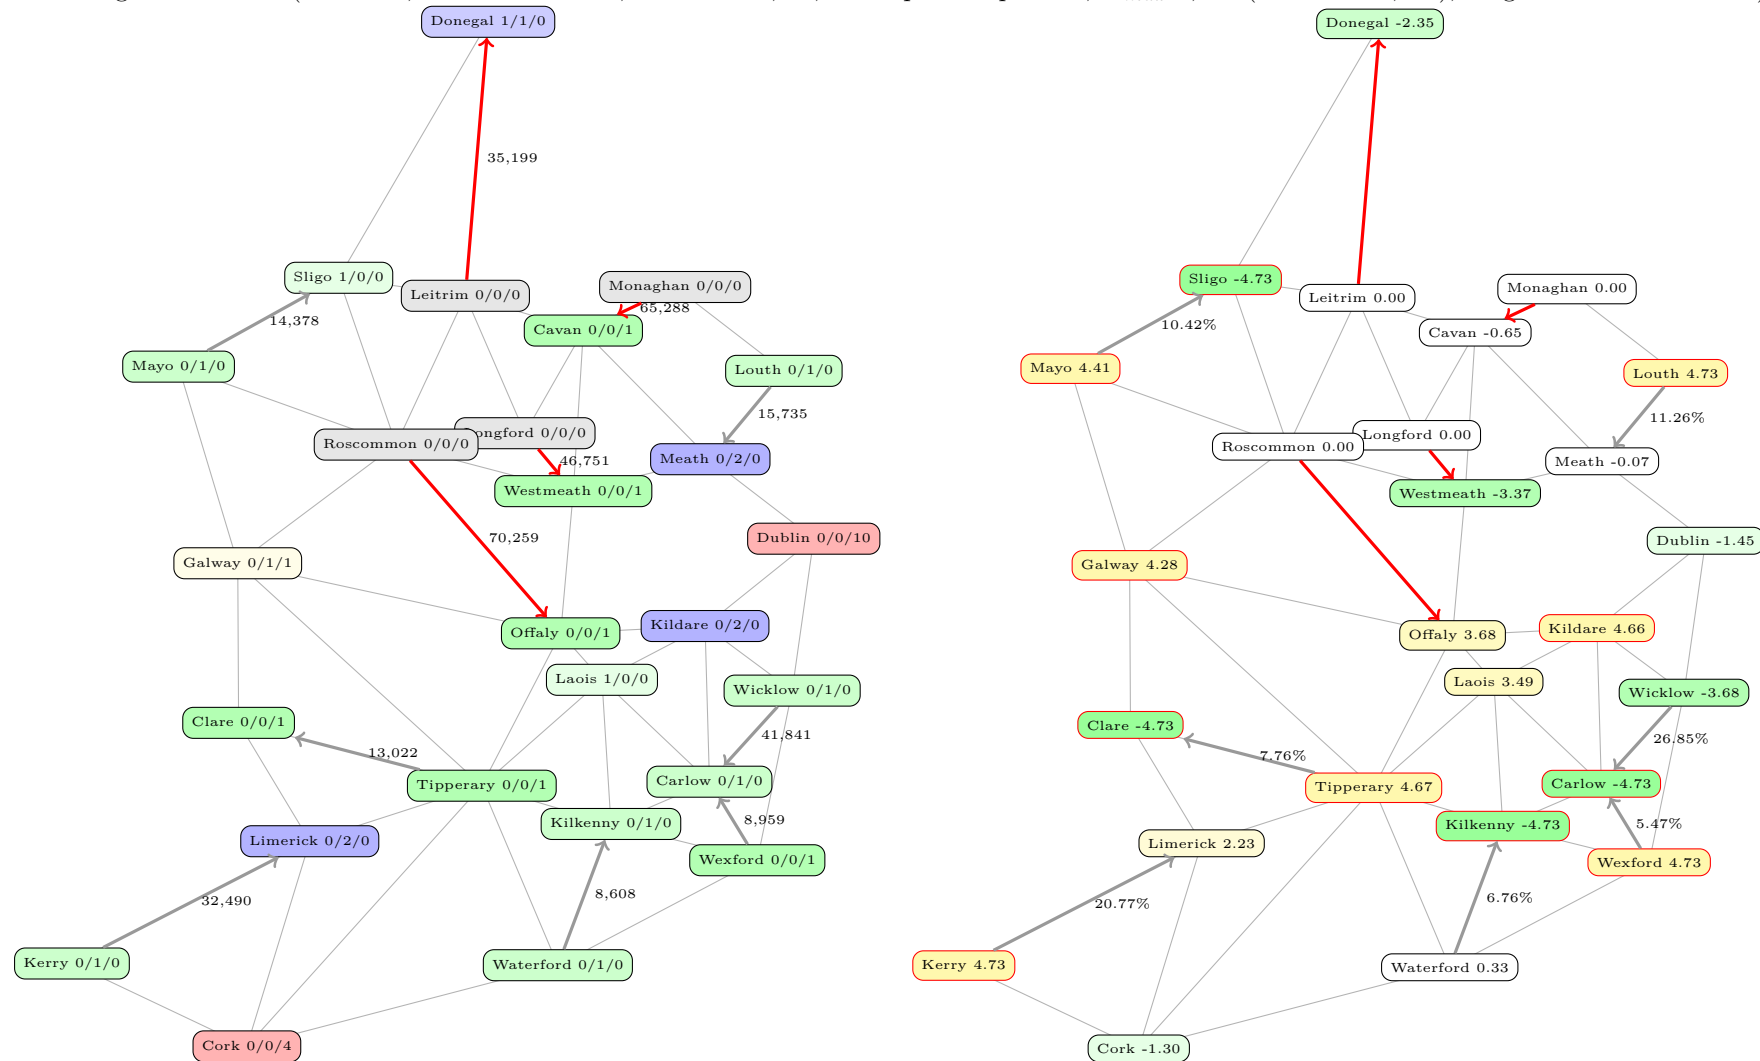 Donegal 1/1/0
35,199
Sligo 1/0/0
Leitrim 0/0/0
Monaghan 0/0/0
65,288
14,378
Cavan 0/0/1
Mayo 0/1/0
Louth 0/1/0
15,735
Roscommon 0/0/0
Longford 0/0/0
46,751
Meath 0/2/0
Westmeath 0/0/1
70,259
Dublin 0/0/10
Galway 0/1/1
Offaly 0/0/1
Kildare 0/2/0
Laois 1/0/0
Wicklow 0/1/0
Clare 0/0/1
13,022
41,841
Tipperary 0/0/1
Carlow 0/1/0
Kilkenny 0/1/0
8,959
Limerick 0/2/0
Wexford 0/0/1
32,490
8,608
Kerry 0/1/0
Waterford 0/1/0
Cork 0/0/4
Donegal -2.35
Sligo -4.73
Leitrim 0.00
Monaghan 0.00
10.42%
Cavan -0.65
Mayo 4.41
Louth 4.73
11.26%
Roscommon 0.00
Longford 0.00
Meath -0.07
Westmeath -3.37
Dublin -1.45
Galway 4.28
Offaly 3.68
Kildare 4.66
Laois 3.49
Wicklow -3.68
Clare -4.73
7.76%
26.85%
Tipperary 4.67
Carlow -4.73
Kilkenny -4.73
5.47%
Limerick 2.23
Wexford 4.73
20.77%
6.76%
Kerry 4.73
Waterford 0.33
Cork -1.30